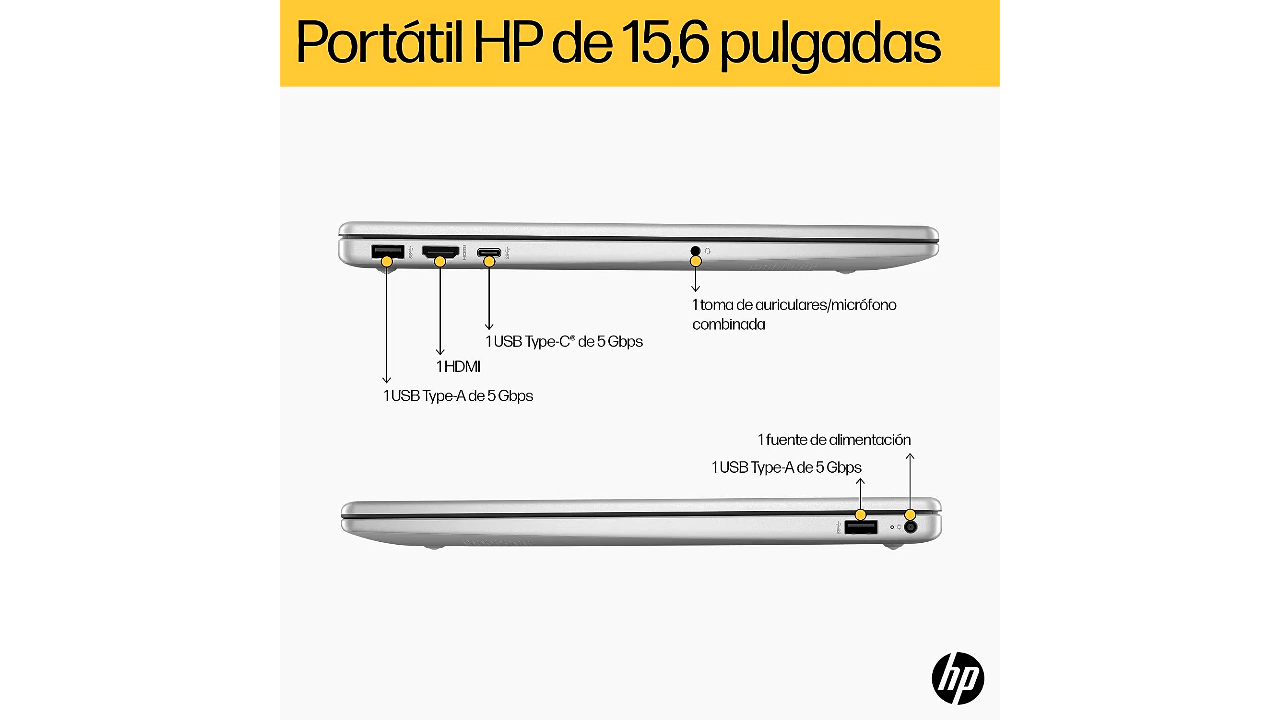 Portátil HP de 15,6 pulgadas
HDMI
1 toma de auriculares/micrófono
combinada
1 USB Type-C® de 5 Gbps
1 HDMI
1 USB Type-A de 5 Gbps
1 fuente de alimentación
1 USB Type-A de 5 Gbps
hp